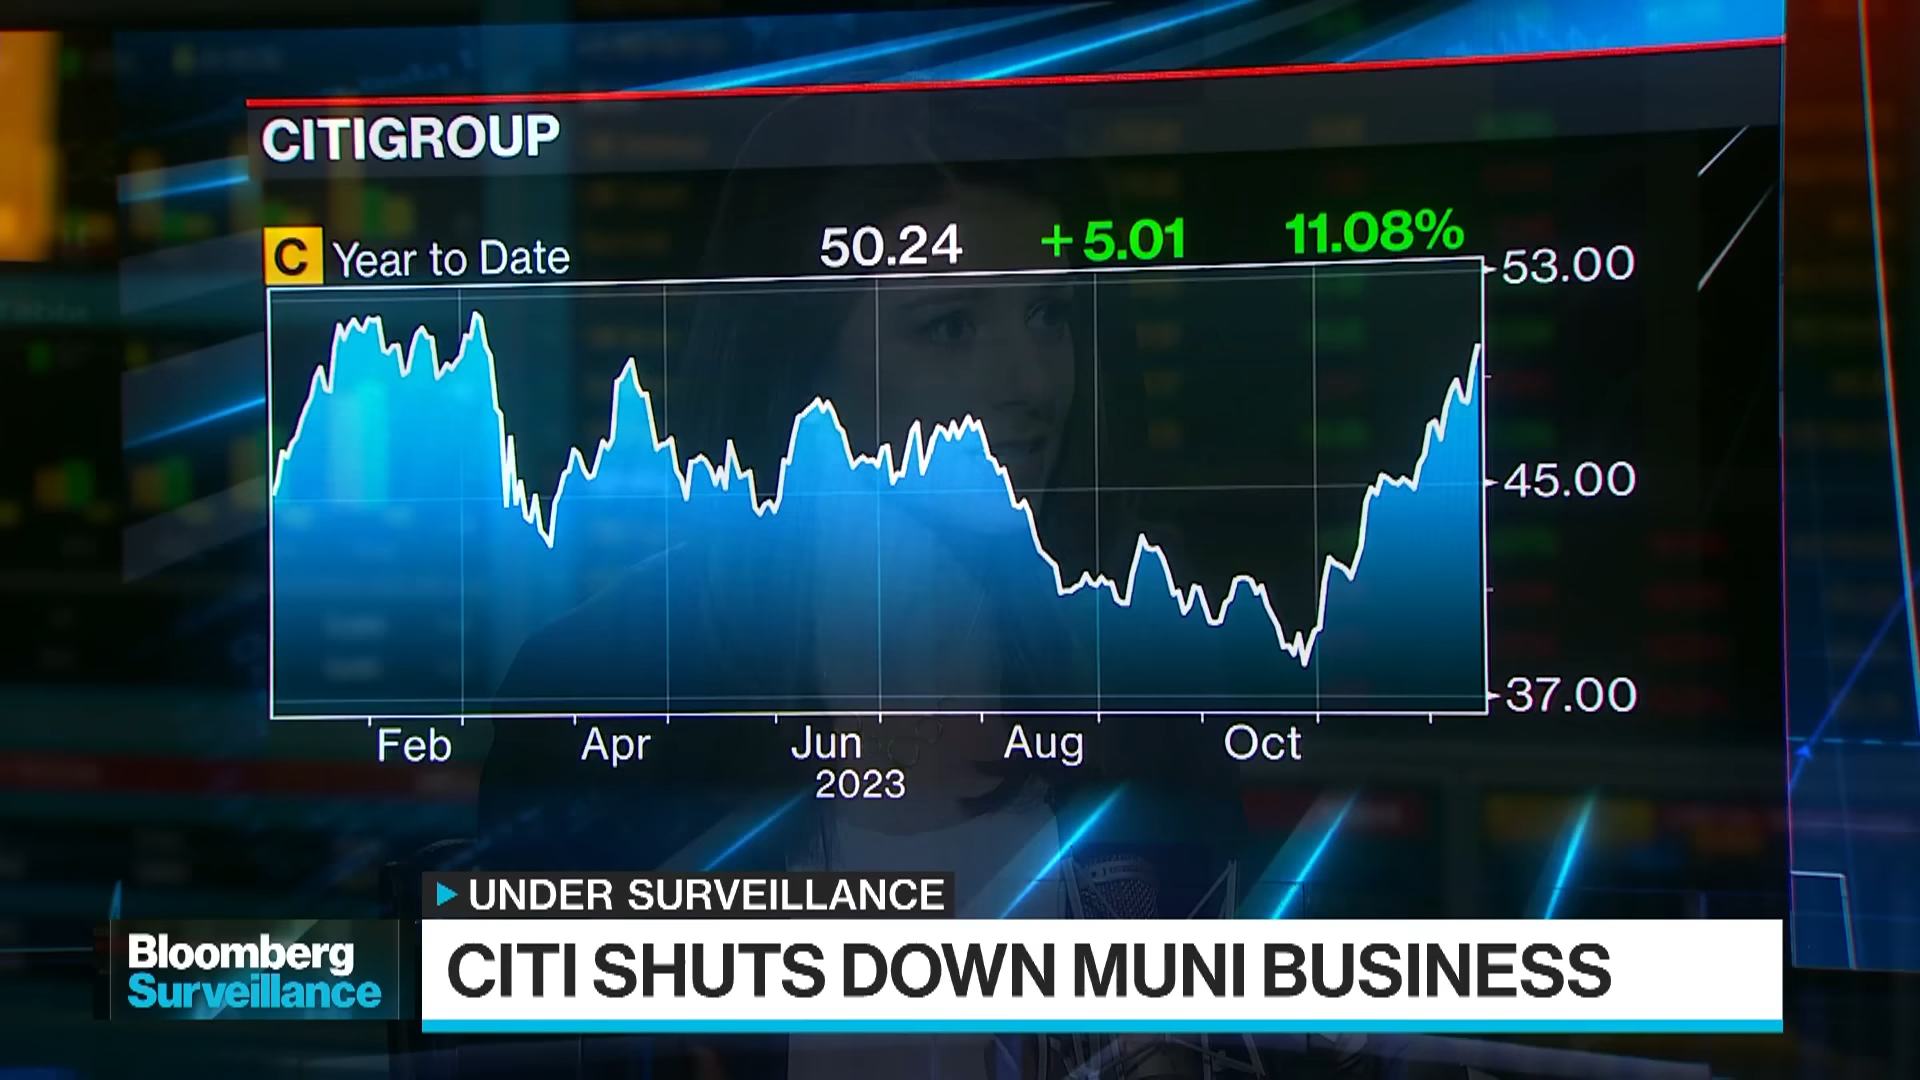 CITIGROUP
C Year to Date 50.24 +5.01 11.08%
53.00
45.00
37.00
Feb Apr Jun Aug Oct
2023
UNDER SURVEILLANCE
CITI SHUTS DOWN MUNI BUSINESS
Bloomberg
Surveillance